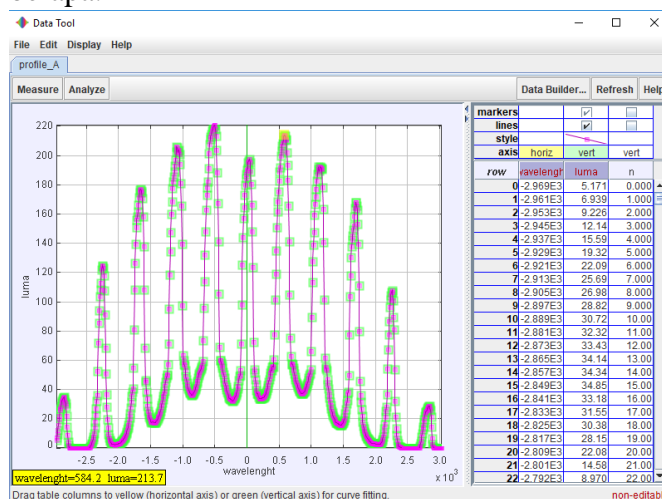 Data Tool
File Edit Display Help
profile_A
Measure Analyze Data Builder... Refresh Help
220
200
180
160
140
120
100
80
60
40
20
0
luma
-2.5 -2.0 -1.5 -1.0 -0.5 0 0.5 1.0 1.5 2.0 2.5 3.0
wavelenght
x 10³
wavelenght=584.2 luma=213.7
markers
lines
style
axis horiz vert vert
row wavelenght luma n
0 -2.969E3 5.171 0.000
1 -2.961E3 6.939 1.000
2 -2.953E3 9.226 2.000
3 -2.945E3 12.14 3.000
4 -2.937E3 15.59 4.000
5 -2.929E3 19.32 5.000
6 -2.921E3 22.09 6.000
7 -2.913E3 25.69 7.000
8 -2.905E3 26.98 8.000
9 -2.897E3 28.82 9.000
10 -2.889E3 30.72 10.00
11 -2.881E3 32.32 11.00
12 -2.873E3 33.43 12.00
13 -2.865E3 34.14 13.00
14 -2.857E3 34.34 14.00
15 -2.849E3 34.85 15.00
16 -2.841E3 33.18 16.00
17 -2.833E3 31.55 17.00
18 -2.825E3 30.38 18.00
19 -2.817E3 28.15 19.00
20 -2.809E3 22.08 20.00
21 -2.801E3 14.58 21.00
22 -2.792E3 8.970 22.00
Drag table columns to yellow (horizontal axis) or green (vertical axis) for curve fitting.